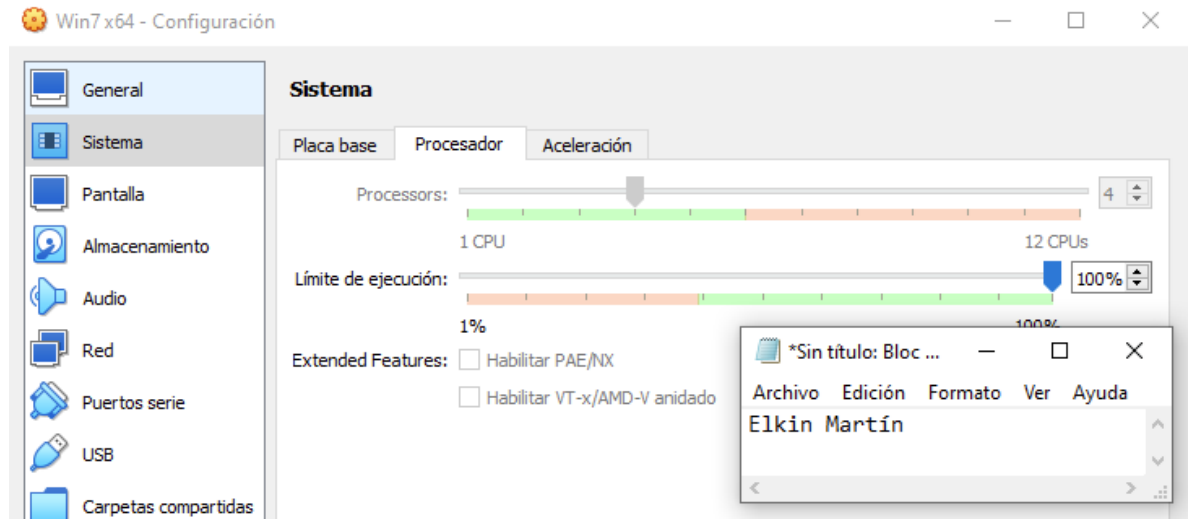 Win7 x64 - Configuración
General
Sistema
Pantalla
Almacenamiento
Audio
Red
Puertos serie
USB
Carpetas compartidas
Sistema
Placa base Procesador Aceleración
Processors: 4
1 CPU 12 CPUs
Límite de ejecución: 100%
1% 100%
Extended Features: Habilitar PAE/NX
Habilitar VT-x/AMD-V anidado
*Sin título: Bloc ...
Archivo Edición Formato Ver Ayuda
Elkin Martín